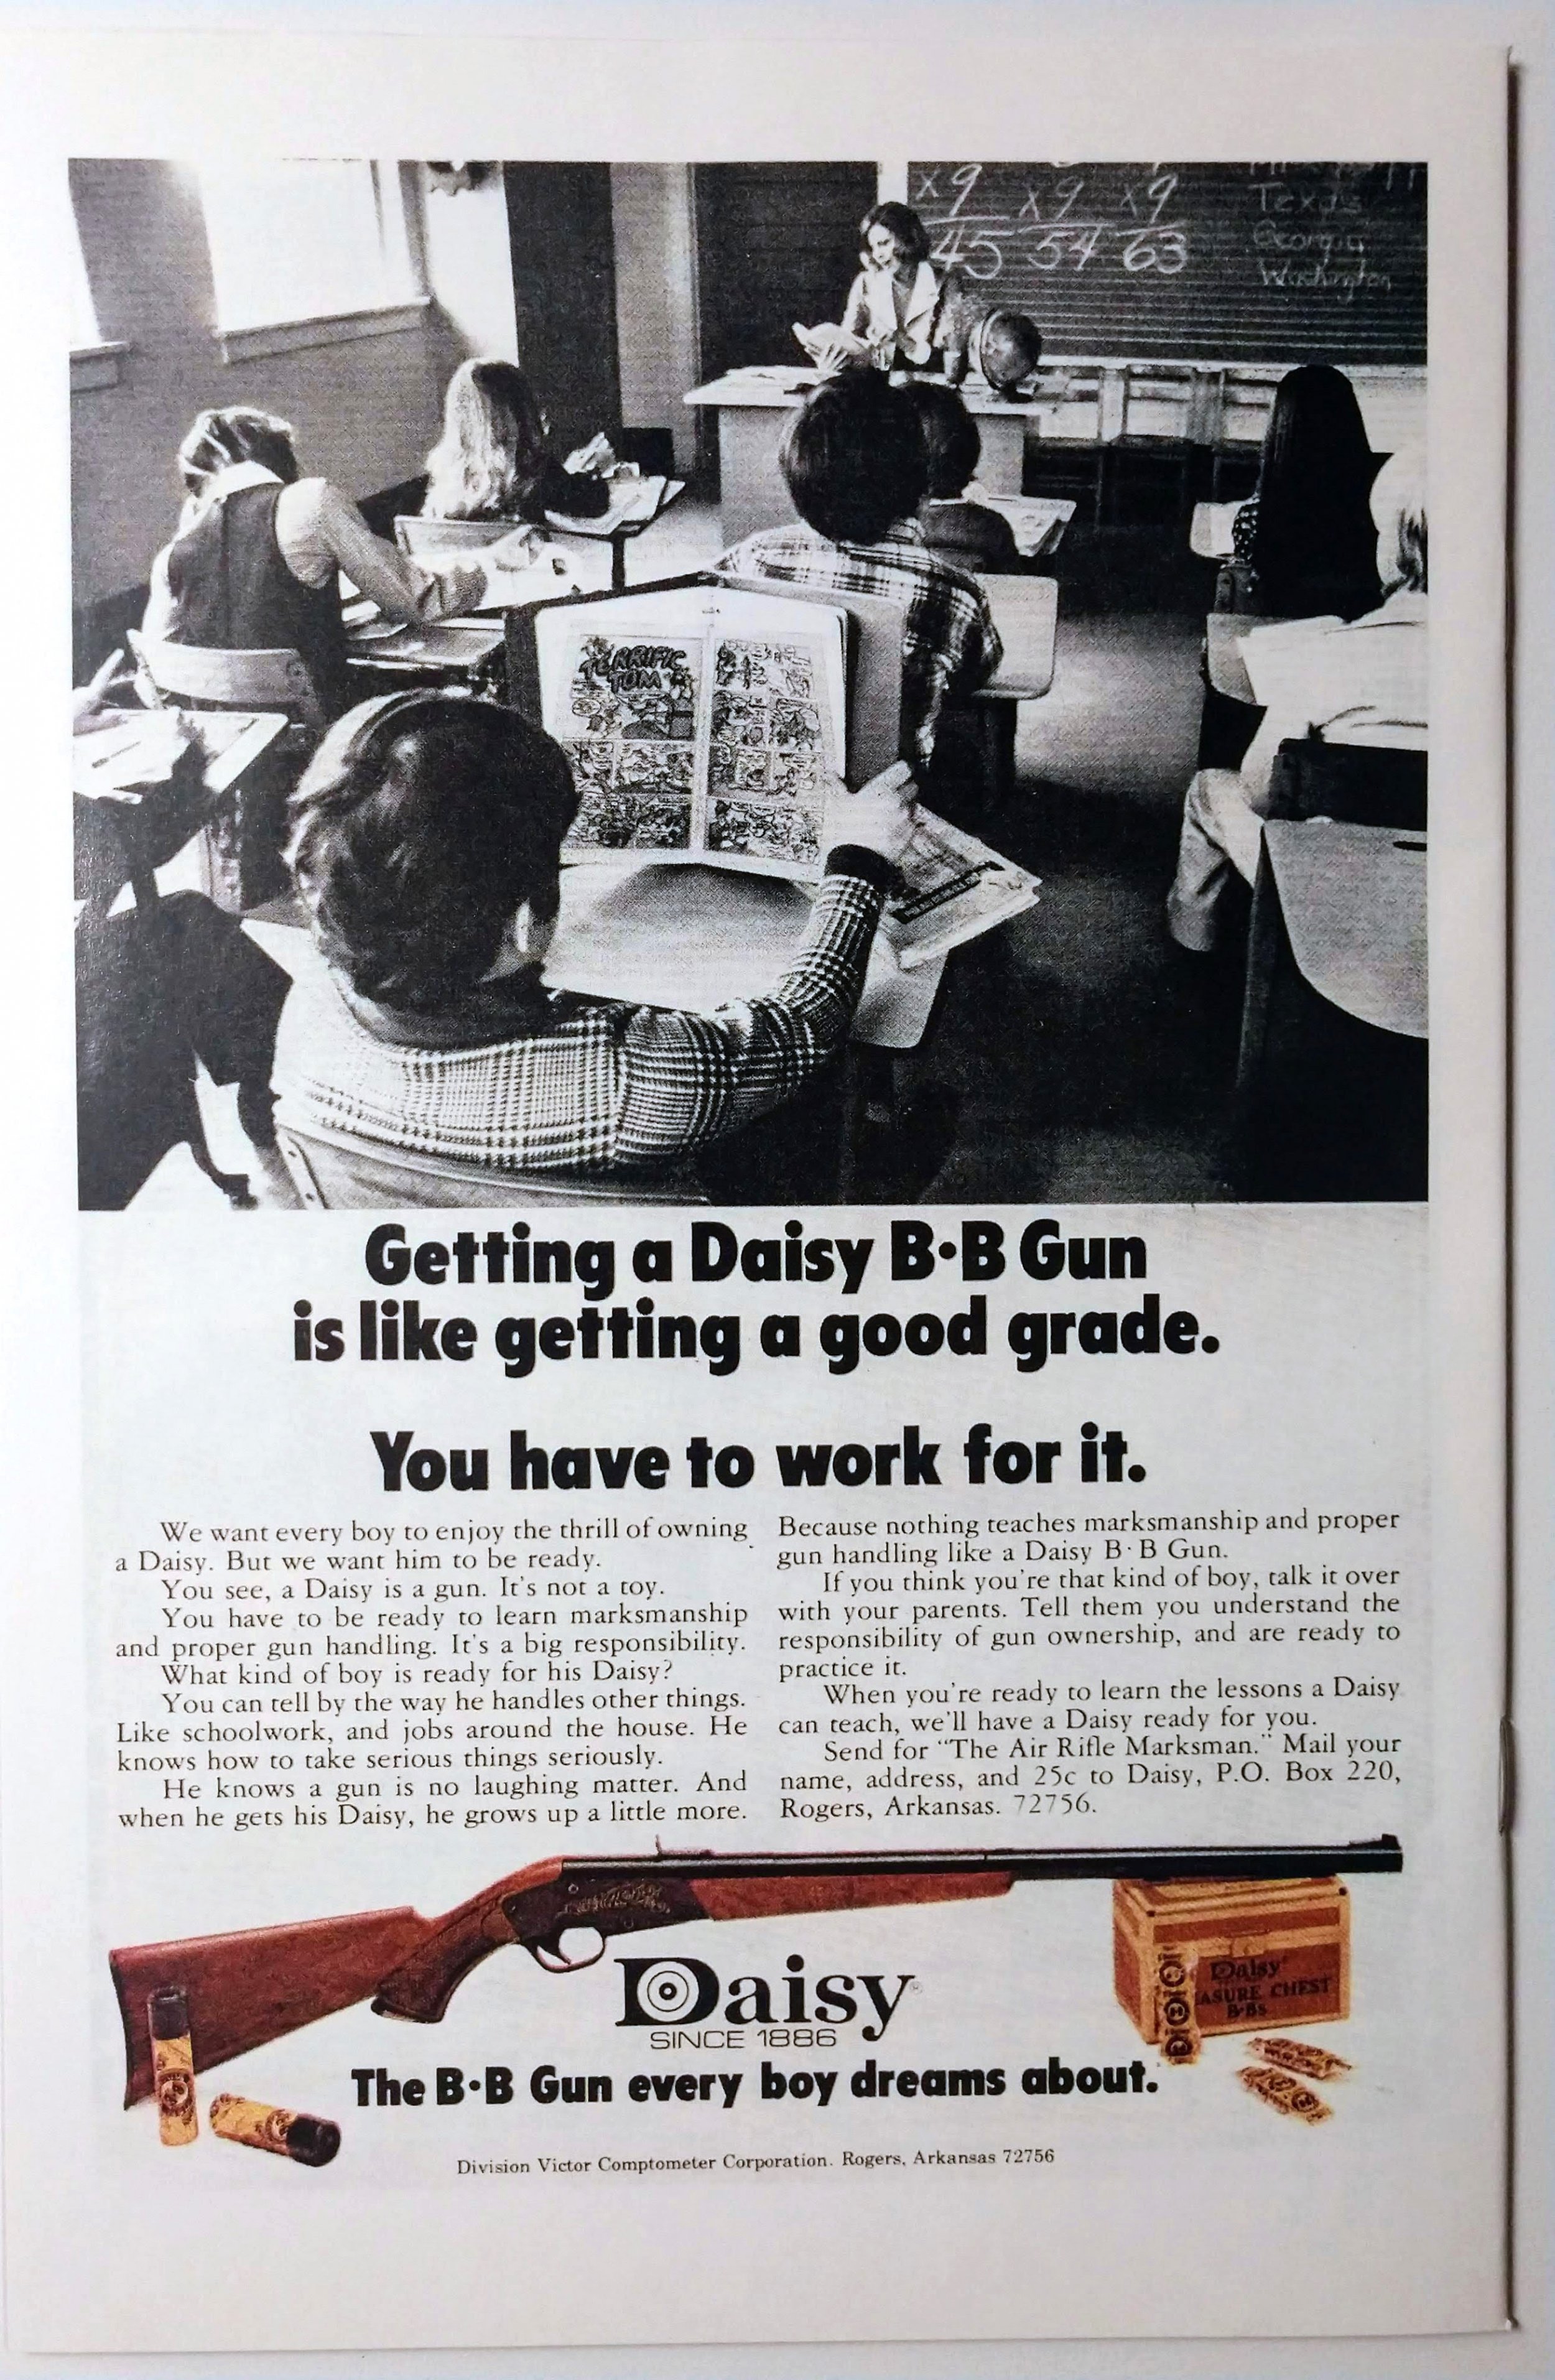 x9 x9 x9
45 54 63
Texas
Georgia
Washington
TERRIFIC
TOM
Getting a Daisy B·B Gun
is like getting a good grade.
You have to work for it.
We want every boy to enjoy the thrill of owning
a Daisy. But we want him to be ready.
You see, a Daisy is a gun. It's not a toy.
You have to be ready to learn marksmanship
and proper gun handling. It's a big responsibility.
What kind of boy is ready for his Daisy?
You can tell by the way he handles other things.
Like schoolwork, and jobs around the house. He
knows how to take serious things seriously.
He knows a gun is no laughing matter. And
when he gets his Daisy, he grows up a little more.
Because nothing teaches marksmanship and proper
gun handling like a Daisy B·B Gun.
If you think you're that kind of boy, talk it over
with your parents. Tell them you understand the
responsibility of gun ownership, and are ready to
practice it.
When you're ready to learn the lessons a Daisy
can teach, we'll have a Daisy ready for you.
Send for "The Air Rifle Marksman." Mail your
name, address, and 25c to Daisy, P.O. Box 220,
Rogers, Arkansas. 72756.
Daisy®
SINCE 1886
Daisy
ASURE CHEST
B·Bs
The B·B Gun every boy dreams about.
Division Victor Comptometer Corporation. Rogers, Arkansas 72756